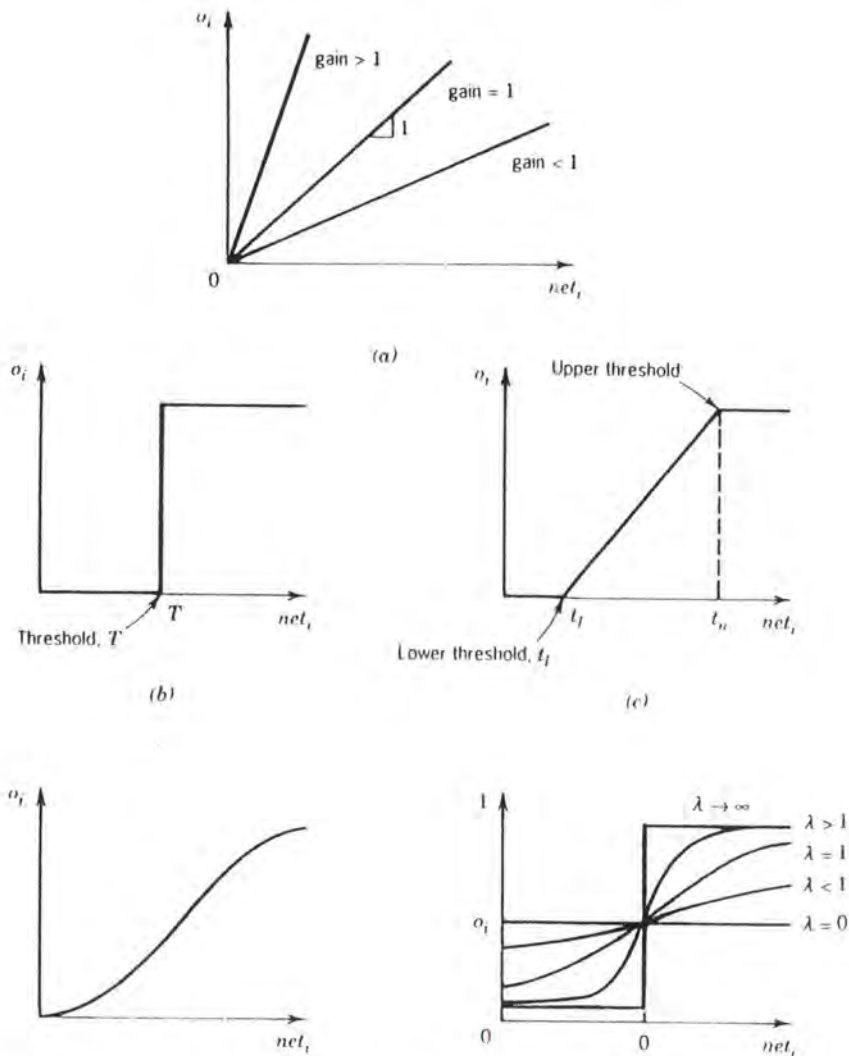 o_i
gain > 1
gain = 1
1
gain < 1
0
net_i
(a)
o_i
T
net_i
Threshold, T
(b)
o_i
Upper threshold
t_l
t_u
net_i
Lower threshold, t_l
(c)
o_i
net_i
1
λ → ∞
λ > 1
λ = 1
λ < 1
o_i
λ = 0
0
0
net_i